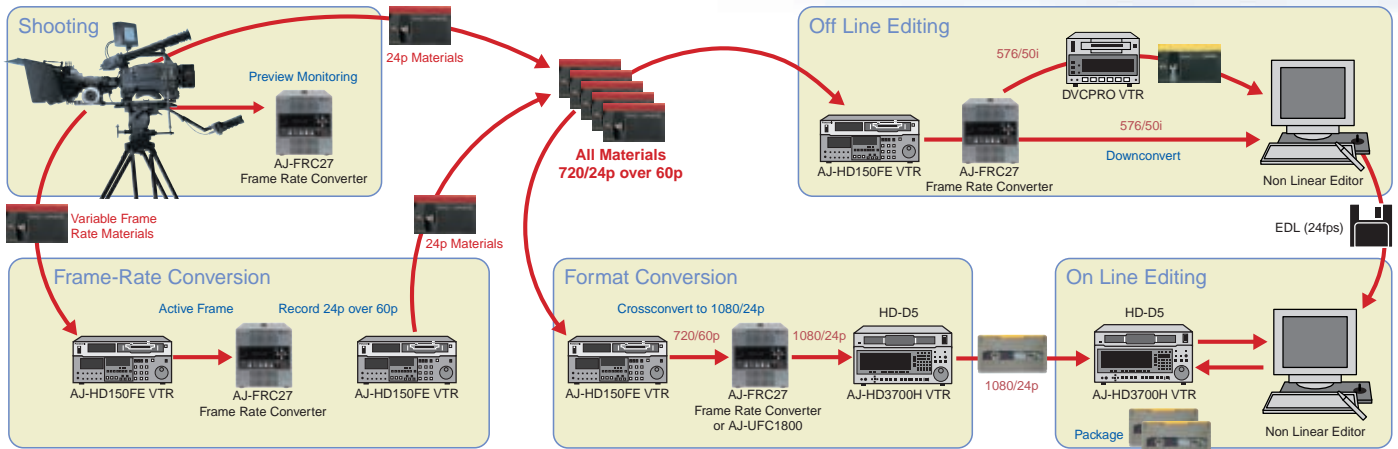 Shooting
Preview Monitoring
AJ-FRC27
Frame Rate Converter
24p Materials
Variable Frame
Rate Materials
Frame-Rate Conversion
Active Frame
Record 24p over 60p
AJ-HD150FE VTR
AJ-FRC27
Frame Rate Converter
AJ-HD150FE VTR
24p Materials
All Materials
720/24p over 60p
Off Line Editing
AJ-HD150FE VTR
AJ-FRC27
Frame Rate Converter
576/50i
DVCPRO VTR
576/50i
Downconvert
Non Linear Editor
EDL (24fps)
Format Conversion
Crossconvert to 1080/24p
AJ-HD150FE VTR
720/60p
AJ-FRC27
Frame Rate Converter
or AJ-UFC1800
1080/24p
HD-D5
AJ-HD3700H VTR
1080/24p
On Line Editing
HD-D5
AJ-HD3700H VTR
Package
Non Linear Editor